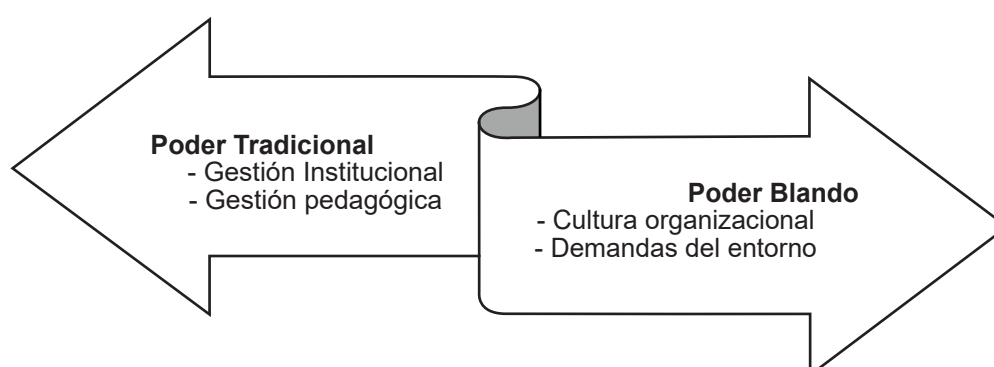 Poder Tradicional
- Gestión Institucional
- Gestión pedagógica
Poder Blando
- Cultura organizacional
- Demandas del entorno